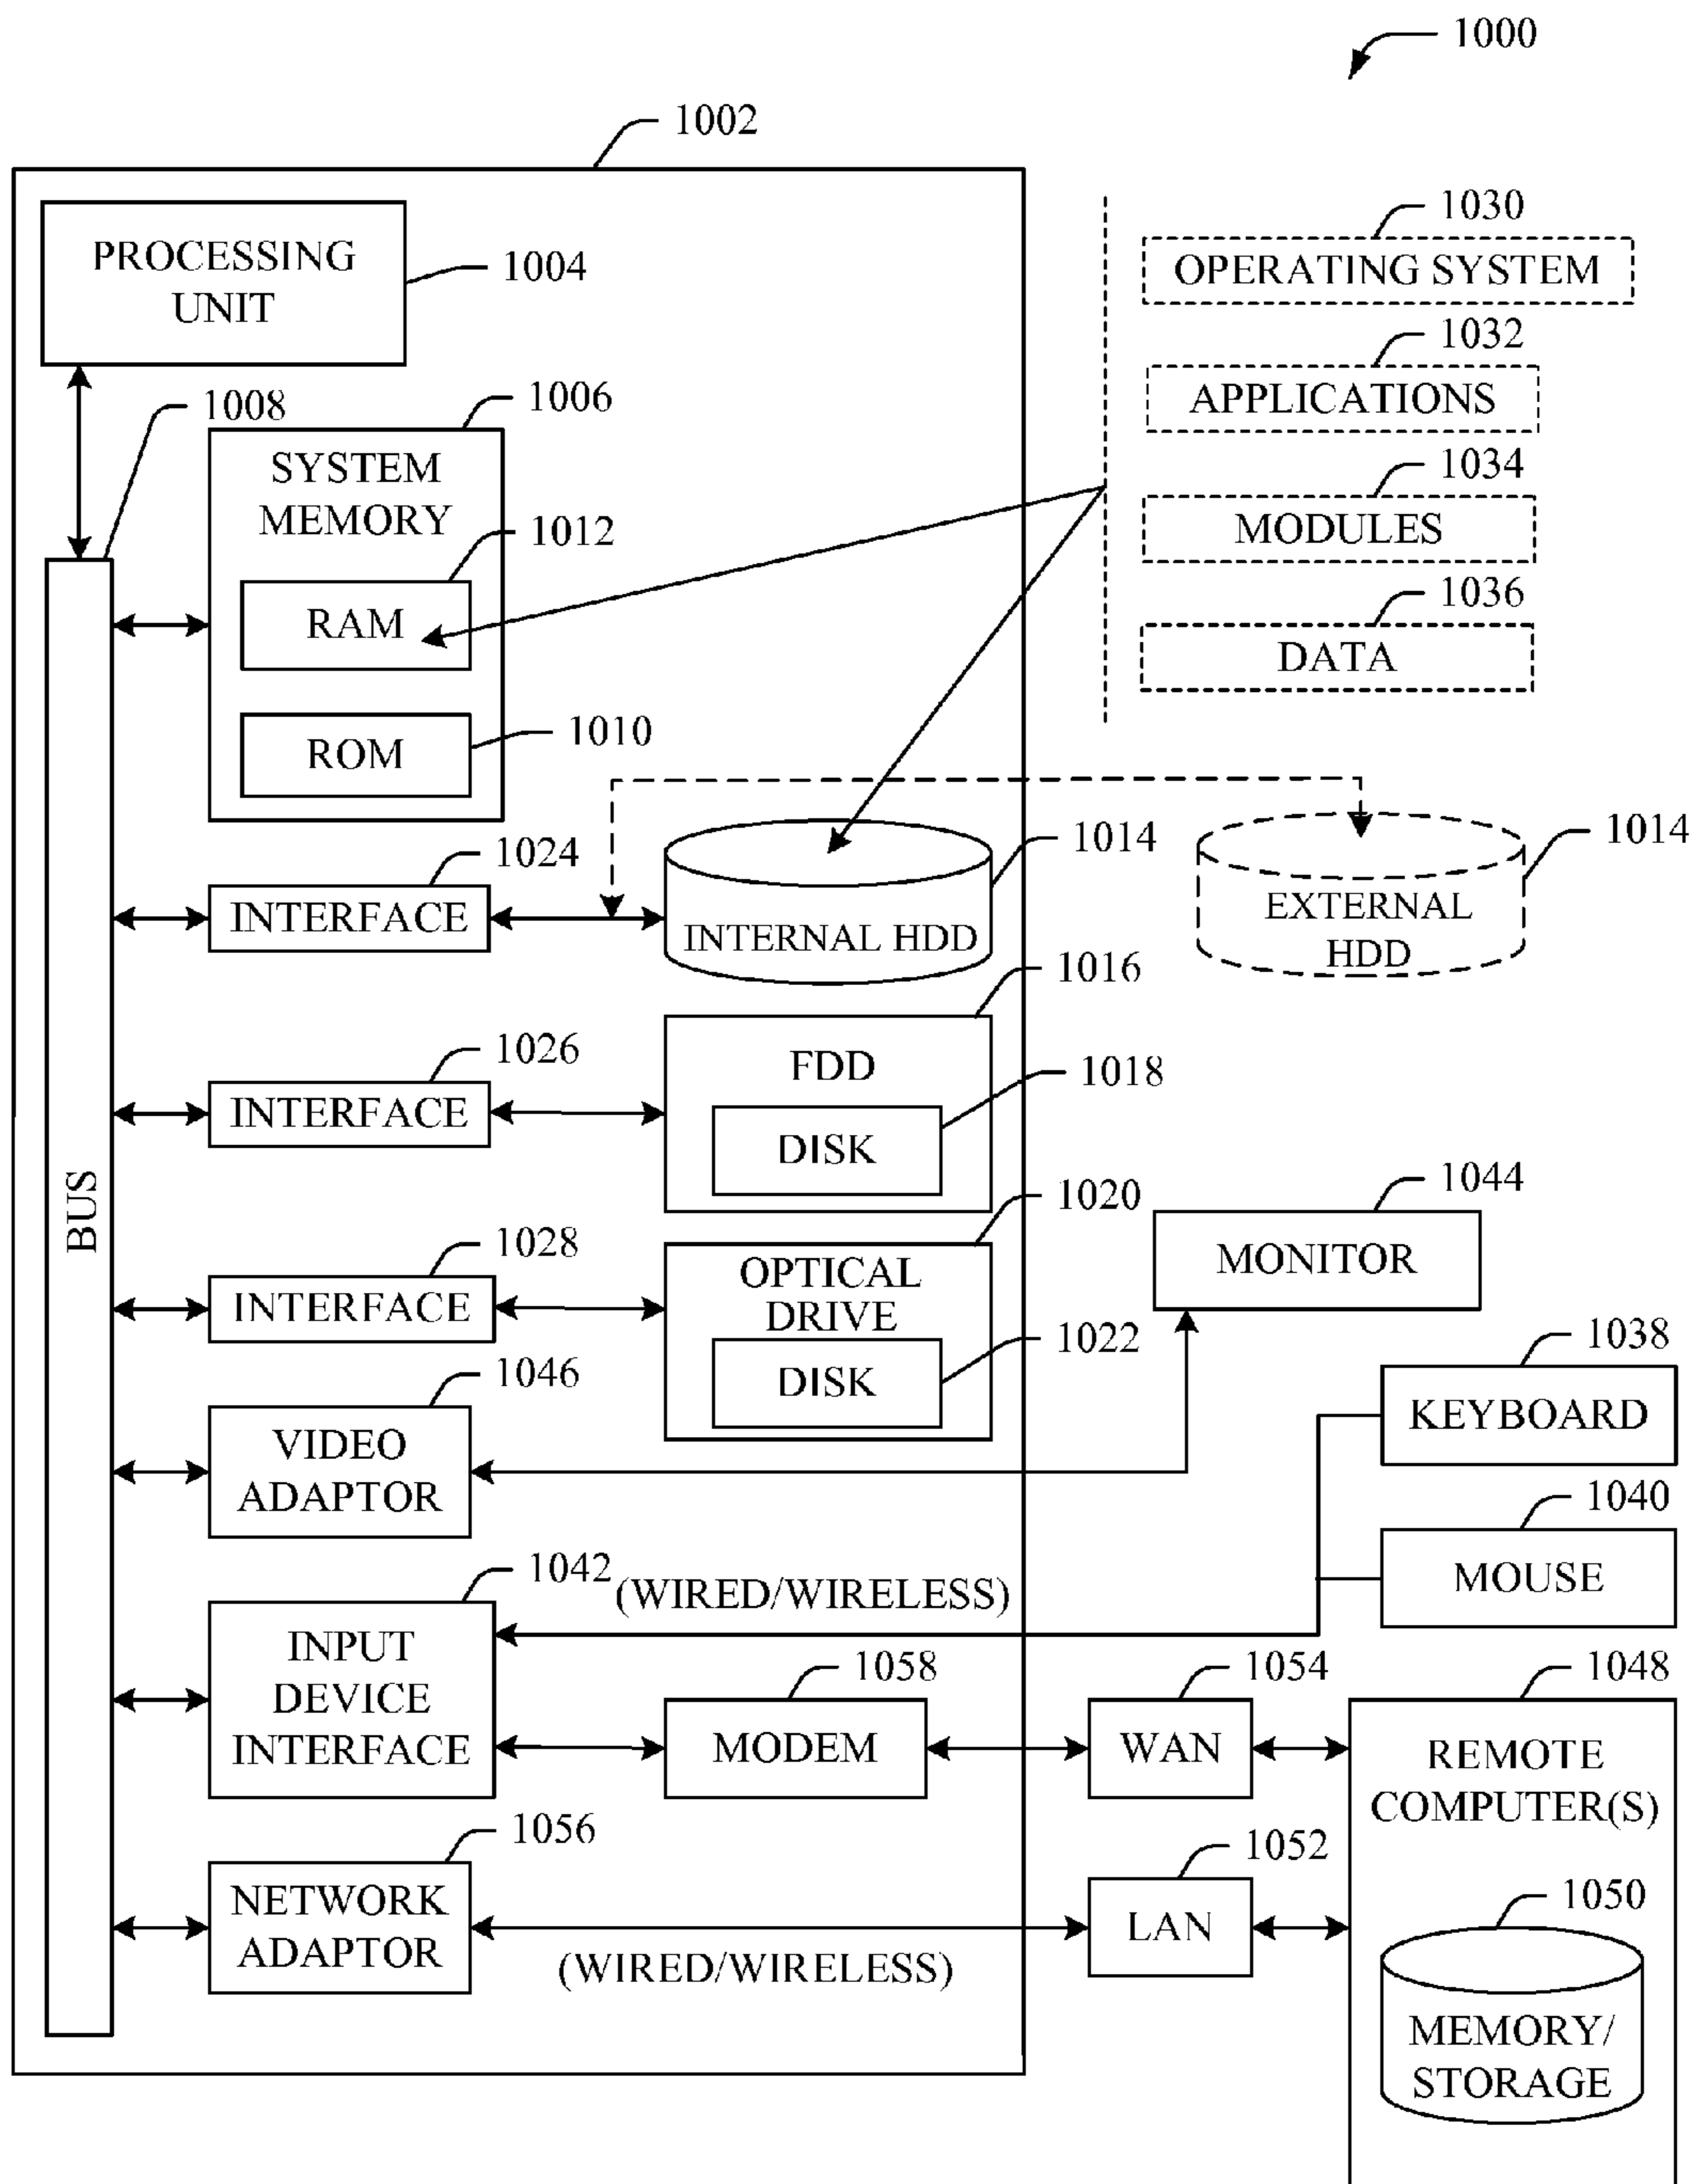 1000
1002
PROCESSING
UNIT
1004
1030
OPERATING SYSTEM
1032
APPLICATIONS
1034
MODULES
1036
DATA
1008
1006
SYSTEM
MEMORY
1012
RAM
1010
ROM
BUS
1024
INTERFACE
1014
INTERNAL HDD
1014
EXTERNAL
HDD
1026
INTERFACE
1016
FDD
1018
DISK
1028
INTERFACE
1020
OPTICAL
DRIVE
1022
DISK
1044
MONITOR
1046
VIDEO
ADAPTOR
1038
KEYBOARD
1040
MOUSE
1042
(WIRED/WIRELESS)
INPUT
DEVICE
INTERFACE
1058
MODEM
1054
WAN
1048
REMOTE
COMPUTER(S)
1056
NETWORK
ADAPTOR
(WIRED/WIRELESS)
1052
LAN
1050
MEMORY/
STORAGE